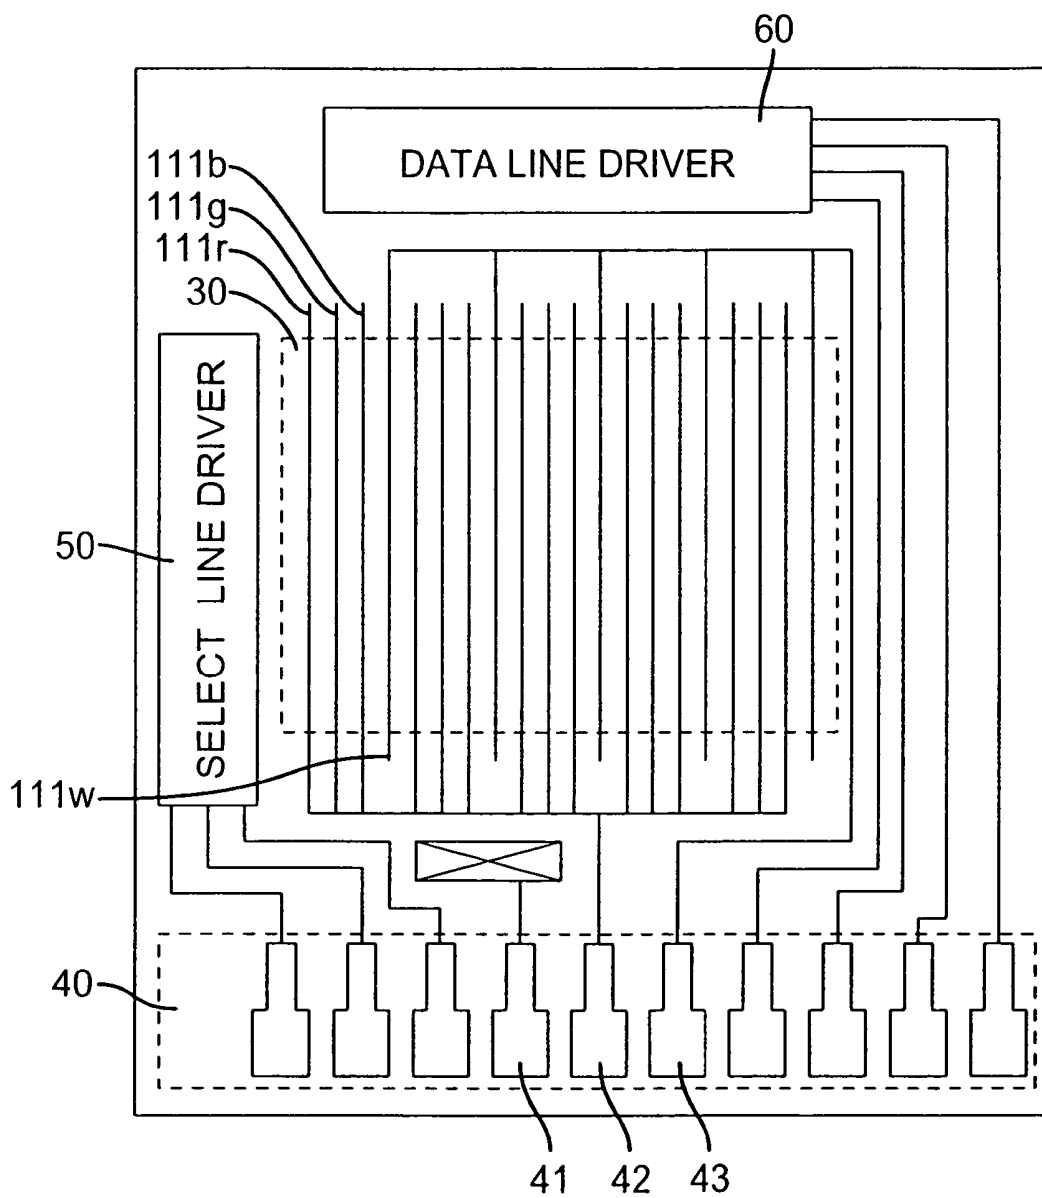 60
DATA LINE DRIVER
111b
111g
111r
30
SELECT LINE DRIVER
50
111w
40
41
42
43